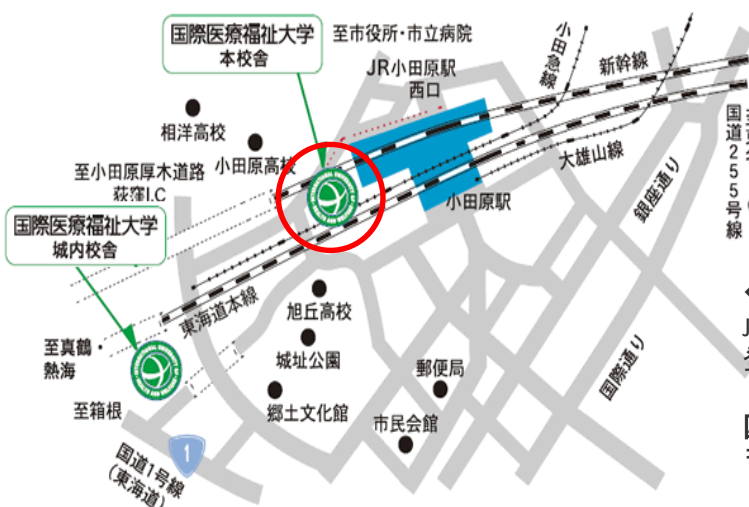 国際医療福祉大学
本校舎
至市役所・市立病院
JR小田原駅
西口
小田急線
新幹線
相洋高校
小田原高校
至小田原厚木道路
荻窪I.C
国際医療福祉大学
城内校舎
小田原駅
大雄山線
銀座通り
国道255号線
東海道本線
旭丘高校
城址公園
至真鶴・
熱海
至箱根
郷土文化館
郵便局
市民会館
国際通り
1
国道1号線
(東海道)